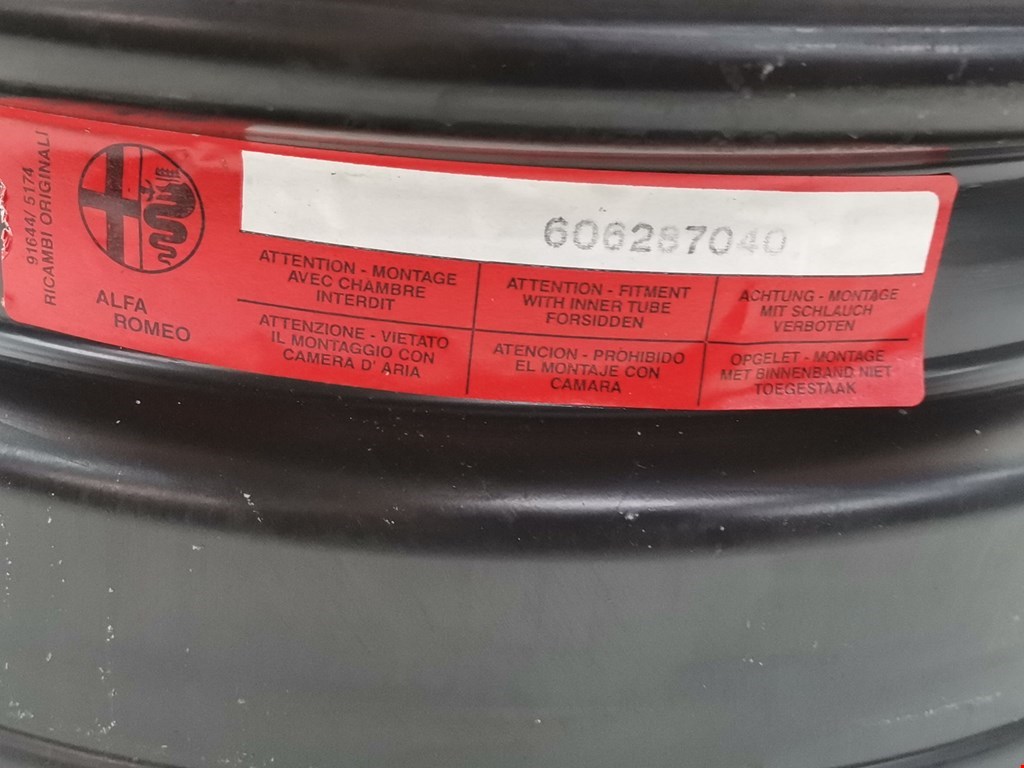 91644/ 5174
RICAMBI ORIGINALI
ALFA
ROMEO
606287040
ATTENTION - MONTAGE
AVEC CHAMBRE
INTERDIT
ATTENTION - FITMENT
WITH INNER TUBE
FORSIDDEN
ACHTUNG - MONTAGE
MIT SCHLAUCH
VERBOTEN
ATTENZIONE - VIETATO
IL MONTAGGIO CON
CAMERA D' ARIA
ATENCION - PROHIBIDO
EL MONTAJE CON
CAMARA
OPGELET - MONTAGE
MET BINNENBAND NIET
TOEGESTAAK